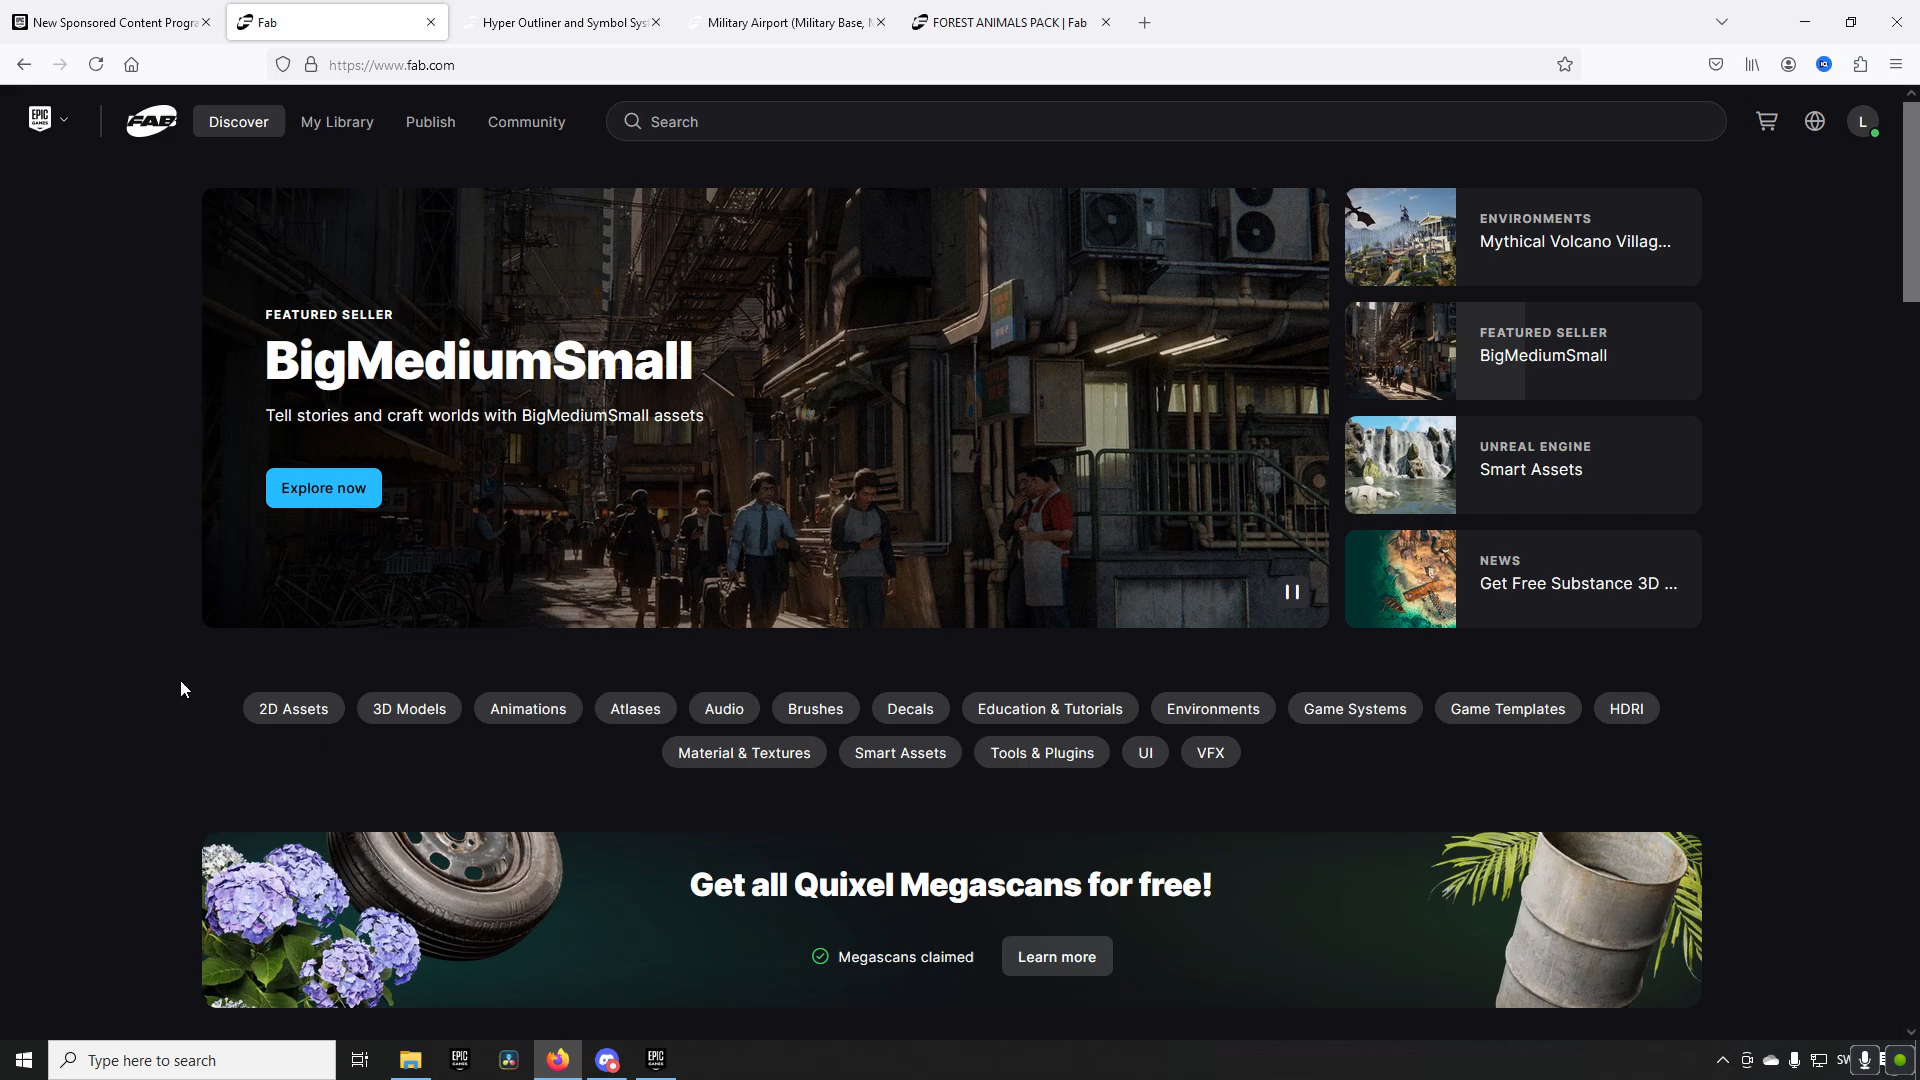 New Sponsored Content Progra
Fab
Hyper Outliner and Symbol Sys
Military Airport (Military Base,
FOREST ANIMALS PACK | Fab
https://www.fab.com
EPIC GAMES
FAB
Discover
My Library
Publish
Community
Search
L
FEATURED SELLER
BigMediumSmall
Tell stories and craft worlds with BigMediumSmall assets
Explore now
ENVIRONMENTS
Mythical Volcano Villag...
FEATURED SELLER
BigMediumSmall
UNREAL ENGINE
Smart Assets
NEWS
Get Free Substance 3D ...
2D Assets
3D Models
Animations
Atlases
Audio
Brushes
Decals
Education & Tutorials
Environments
Game Systems
Game Templates
HDRI
Material & Textures
Smart Assets
Tools & Plugins
UI
VFX
Get all Quixel Megascans for free!
Megascans claimed
Learn more
Type here to search
EPIC GAMES
EPIC GAMES